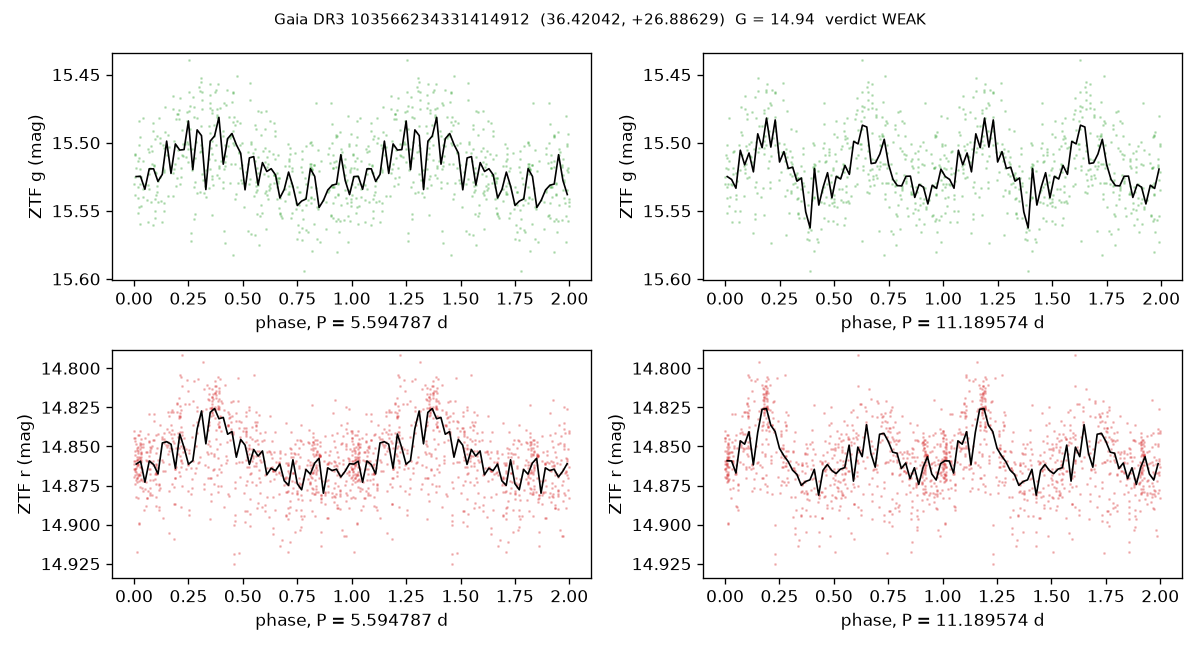 Gaia DR3 103566234331414912 (36.42042, +26.88629) G = 14.94 verdict WEAK
ZTF g (mag)
15.45
15.50
15.55
15.60
0.00 0.25 0.50 0.75 1.00 1.25 1.50 1.75 2.00
phase, P = 5.594787 d
ZTF g (mag)
15.45
15.50
15.55
15.60
0.00 0.25 0.50 0.75 1.00 1.25 1.50 1.75 2.00
phase, P = 11.189574 d
ZTF r (mag)
14.800
14.825
14.850
14.875
14.900
14.925
0.00 0.25 0.50 0.75 1.00 1.25 1.50 1.75 2.00
phase, P = 5.594787 d
ZTF r (mag)
14.800
14.825
14.850
14.875
14.900
14.925
0.00 0.25 0.50 0.75 1.00 1.25 1.50 1.75 2.00
phase, P = 11.189574 d